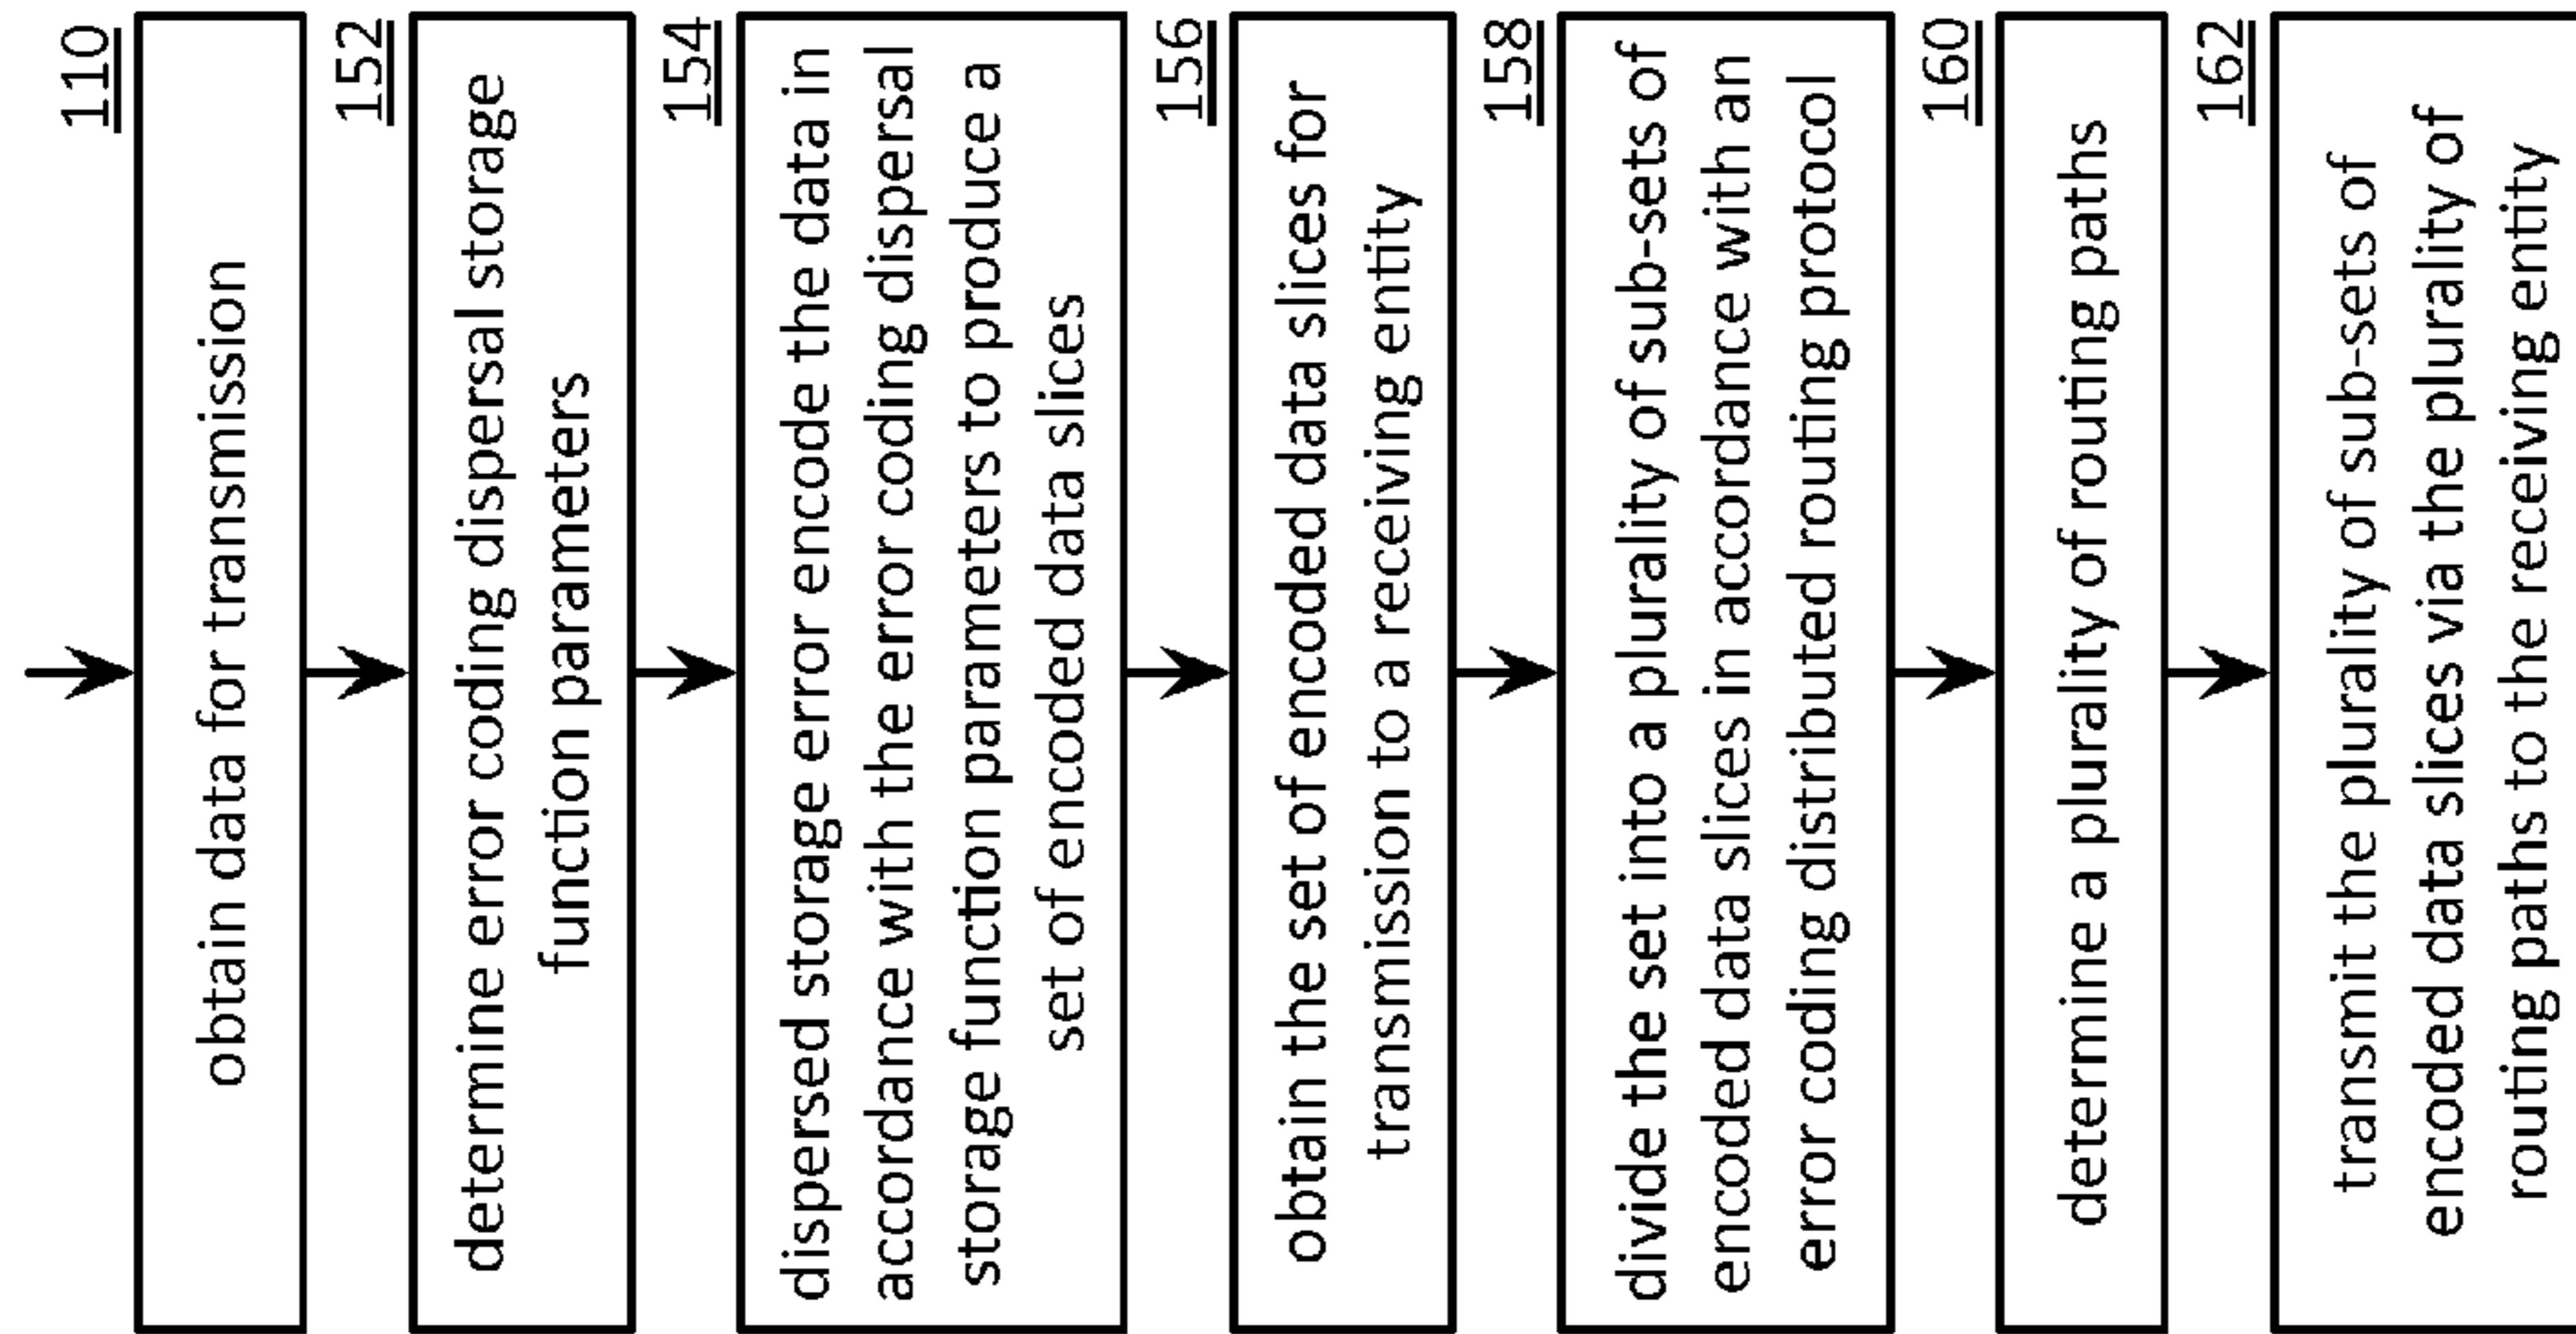 110
obtain data for transmission
152
determine error coding dispersal storage
function parameters
154
dispersed storage error encode the data in
accordance with the error coding dispersal
storage function parameters to produce a
set of encoded data slices
156
obtain the set of encoded data slices for
transmission to a receiving entity
158
divide the set into a plurality of sub-sets of
encoded data slices in accordance with an
error coding distributed routing protocol
160
determine a plurality of routing paths
162
transmit the plurality of sub-sets of
encoded data slices via the plurality of
routing paths to the receiving entity